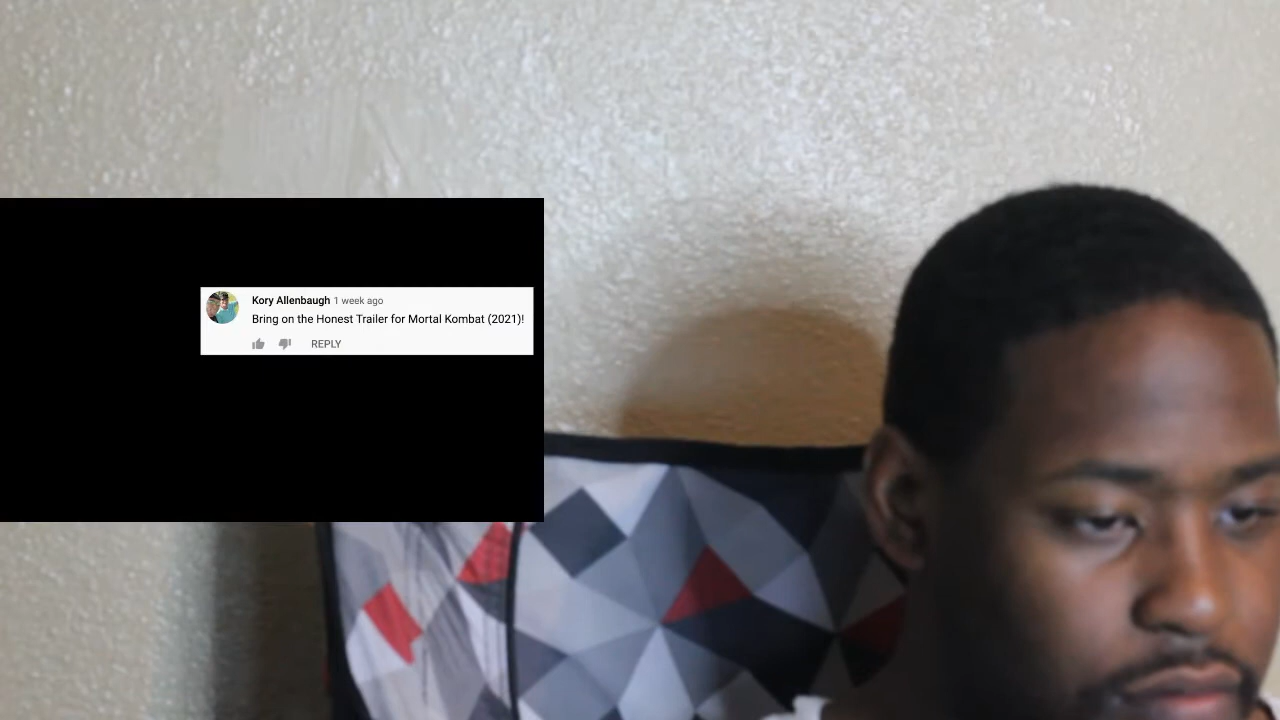 Kory Allenbaugh 1 week ago
Bring on the Honest Trailer for Mortal Kombat (2021)!
REPLY